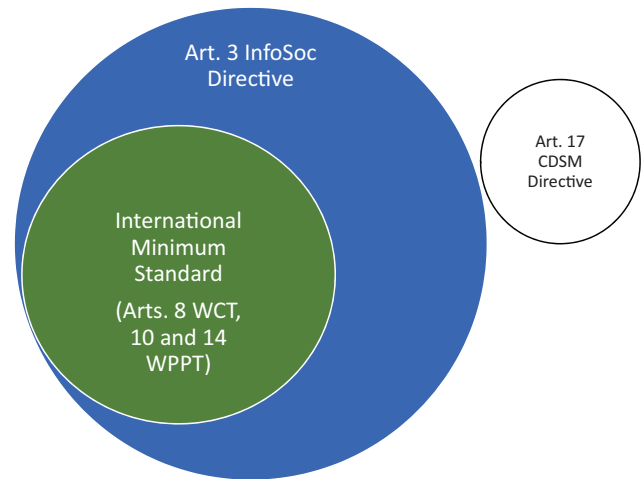 Art. 3 InfoSoc
Directive
Art. 17
CDSM
Directive
International
Minimum
Standard
(Arts. 8 WCT,
10 and 14
WPPT)